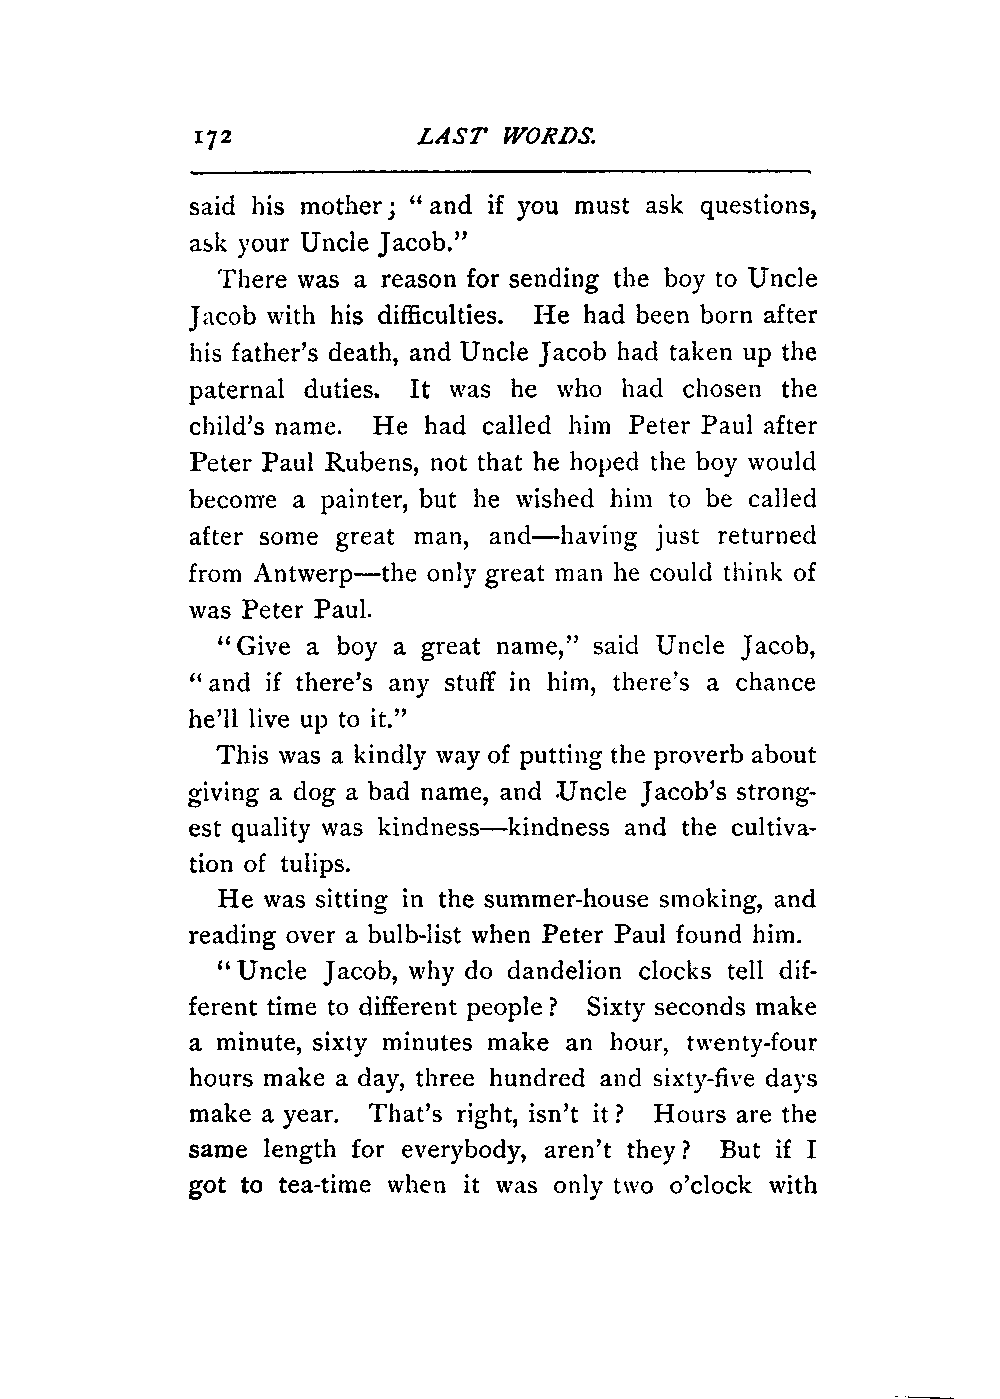 172 LAST WORDS.
said his mother; "and if you must ask questions,
ask your Uncle Jacob."
There was a reason for sending the boy to Uncle
Jacob with his difficulties. He had been born after
his father's death, and Uncle Jacob had taken up the
paternal duties. It was he who had chosen the
child's name. He had called him Peter Paul after
Peter Paul Rubens, not that he hoped the boy would
become a painter, but he wished him to be called
after some great man, and—having just returned
from Antwerp—the only great man he could think of
was Peter Paul.
"Give a boy a great name," said Uncle Jacob,
"and if there's any stuff in him, there's a chance
he'll live up to it."
This was a kindly way of putting the proverb about
giving a dog a bad name, and Uncle Jacob's strong-
est quality was kindness—kindness and the cultiva-
tion of tulips.
He was sitting in the summer-house smoking, and
reading over a bulb-list when Peter Paul found him.
"Uncle Jacob, why do dandelion clocks tell dif-
ferent time to different people? Sixty seconds make
a minute, sixty minutes make an hour, twenty-four
hours make a day, three hundred and sixty-five days
make a year. That's right, isn't it? Hours are the
same length for everybody, aren't they? But if I
got to tea-time when it was only two o'clock with